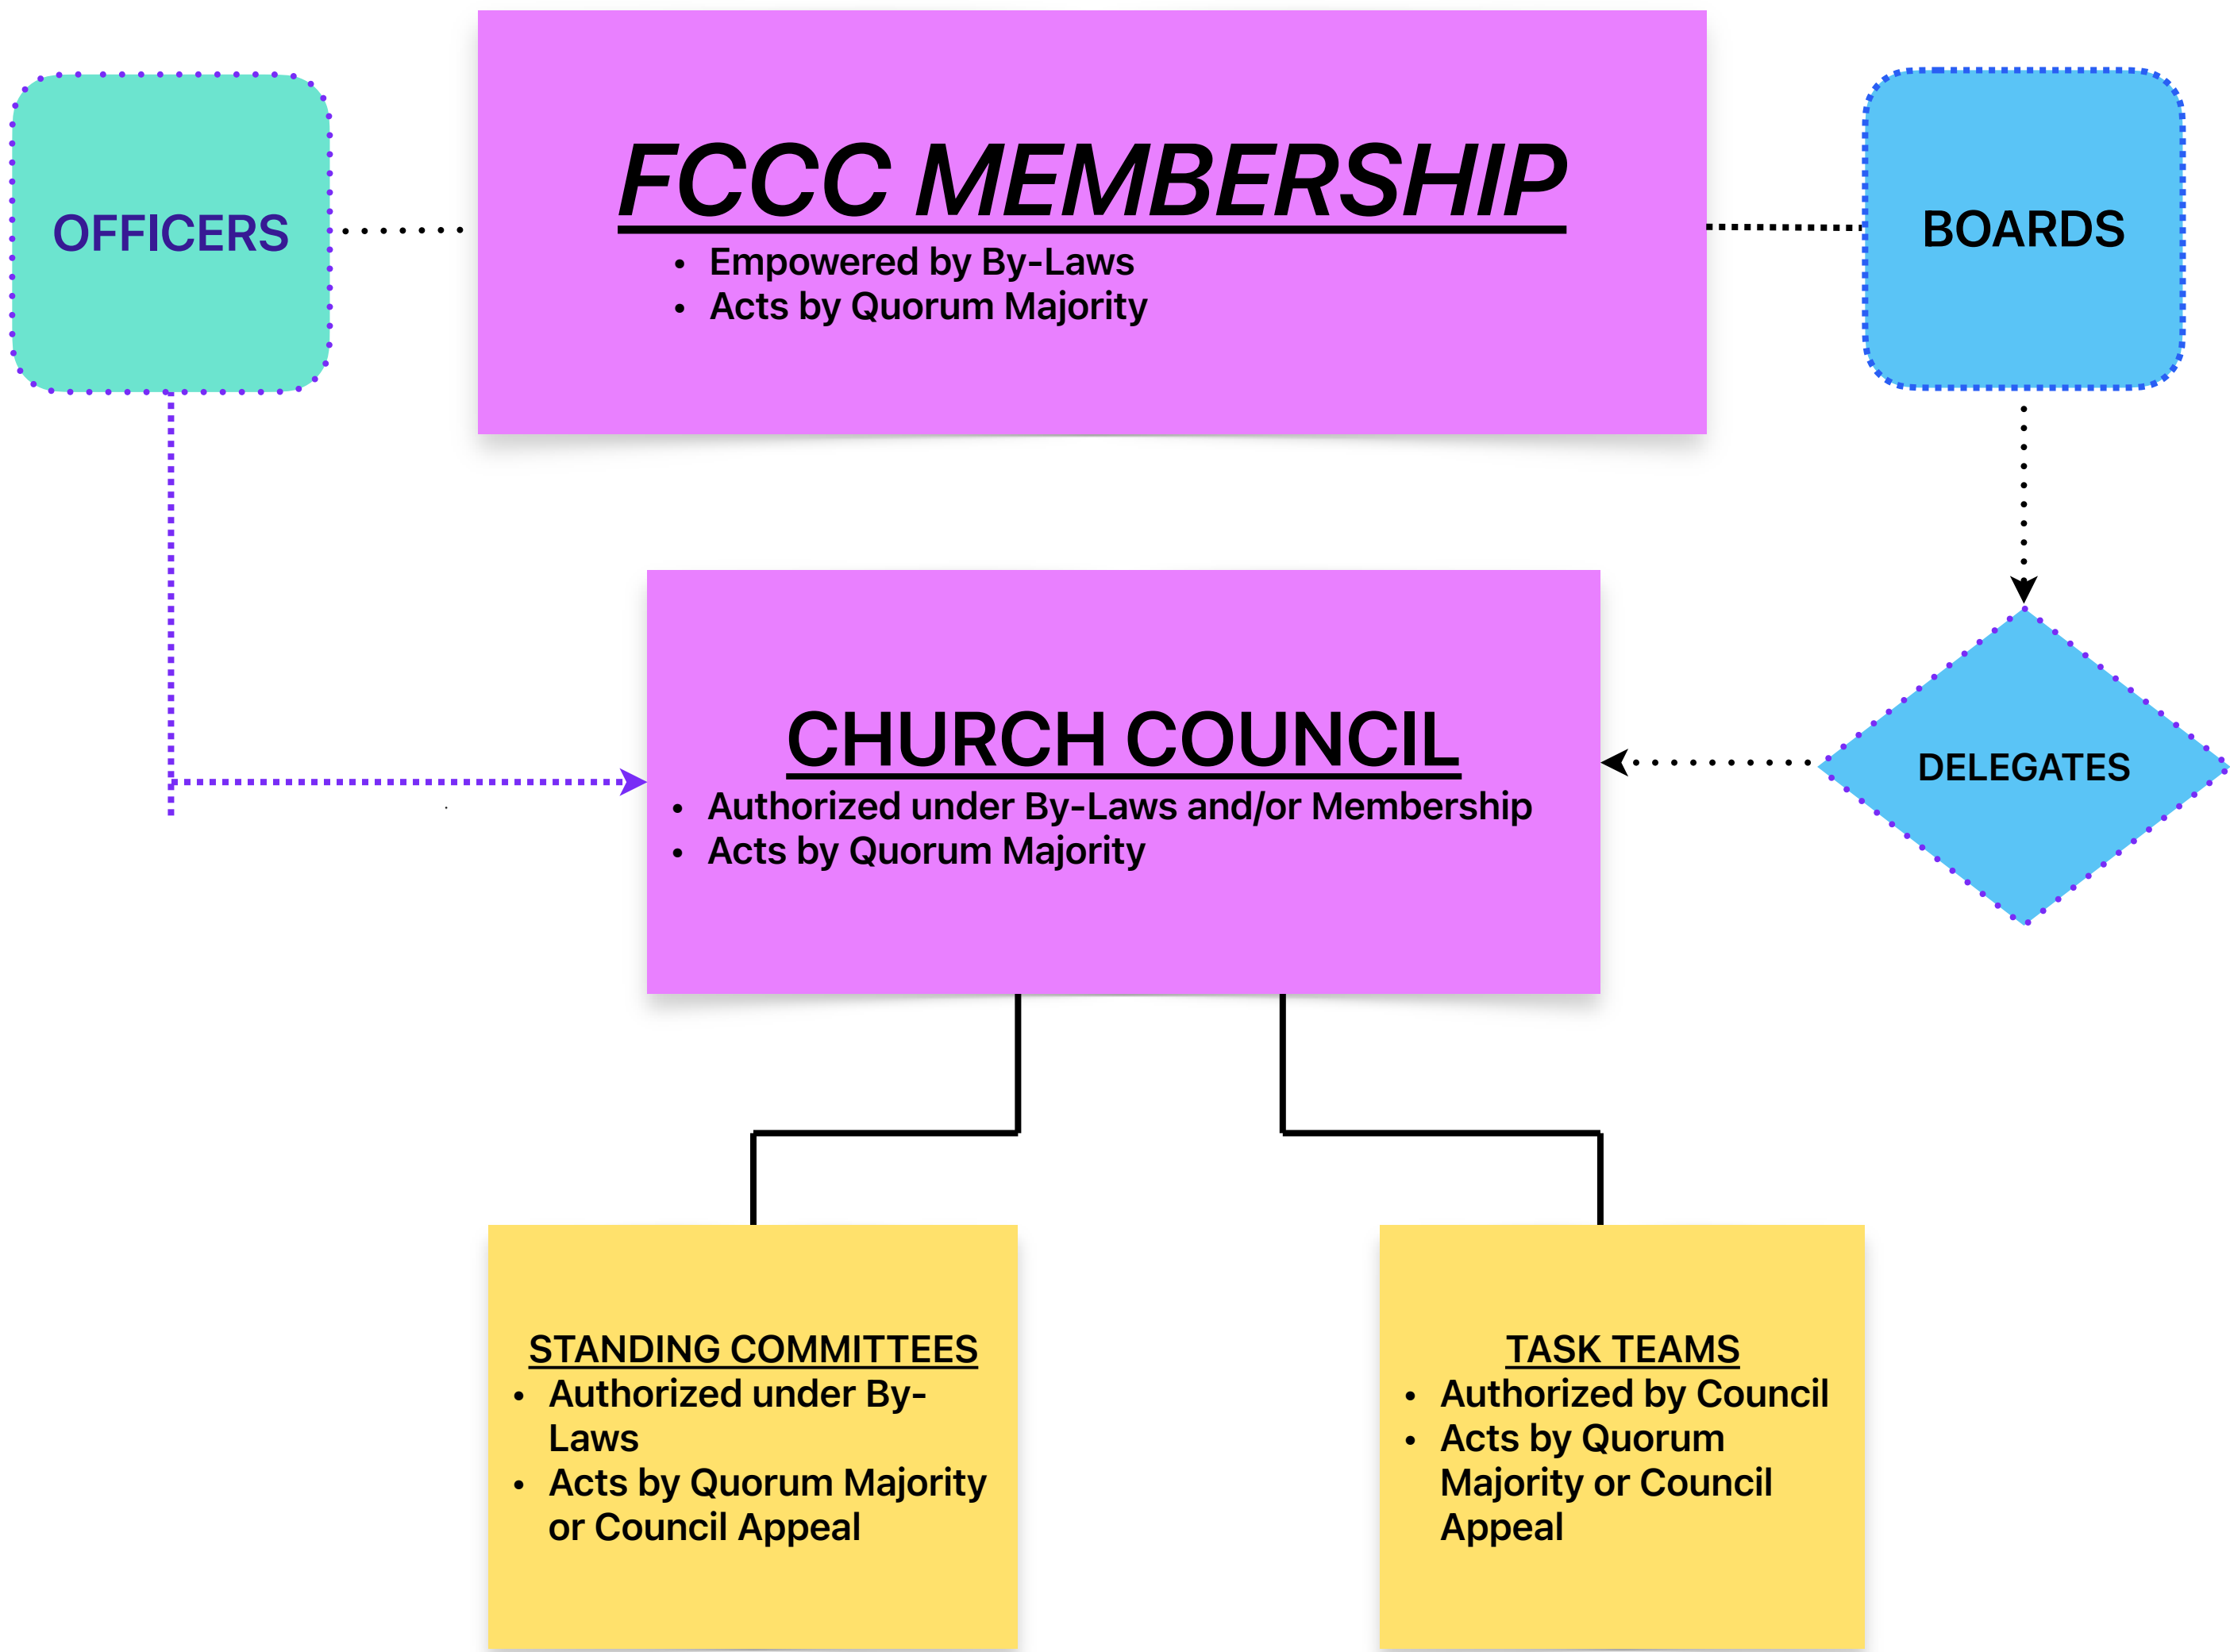 OFFICERS
FCCC MEMBERSHIP
• Empowered by By-Laws
• Acts by Quorum Majority
BOARDS
CHURCH COUNCIL
• Authorized under By-Laws and/or Membership
• Acts by Quorum Majority
DELEGATES
STANDING COMMITTEES
• Authorized under By-
Laws
• Acts by Quorum Majority
or Council Appeal
TASK TEAMS
• Authorized by Council
• Acts by Quorum
Majority or Council
Appeal